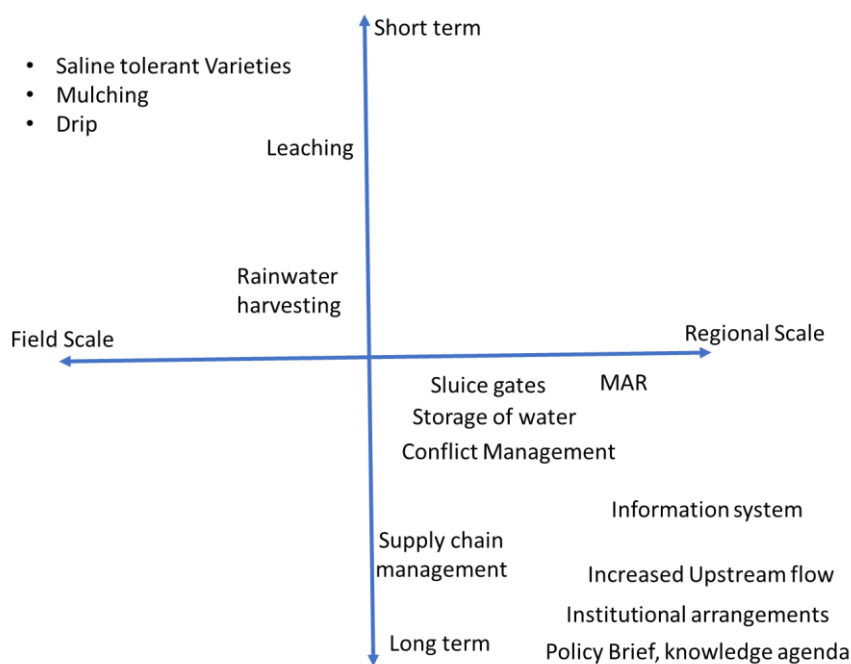 Short term
• Saline tolerant Varieties
• Mulching
• Drip
Leaching
Rainwater
harvesting
Field Scale
Regional Scale
Sluice gates
MAR
Storage of water
Conflict Management
Information system
Supply chain
management
Increased Upstream flow
Institutional arrangements
Long term
Policy Brief, knowledge agenda